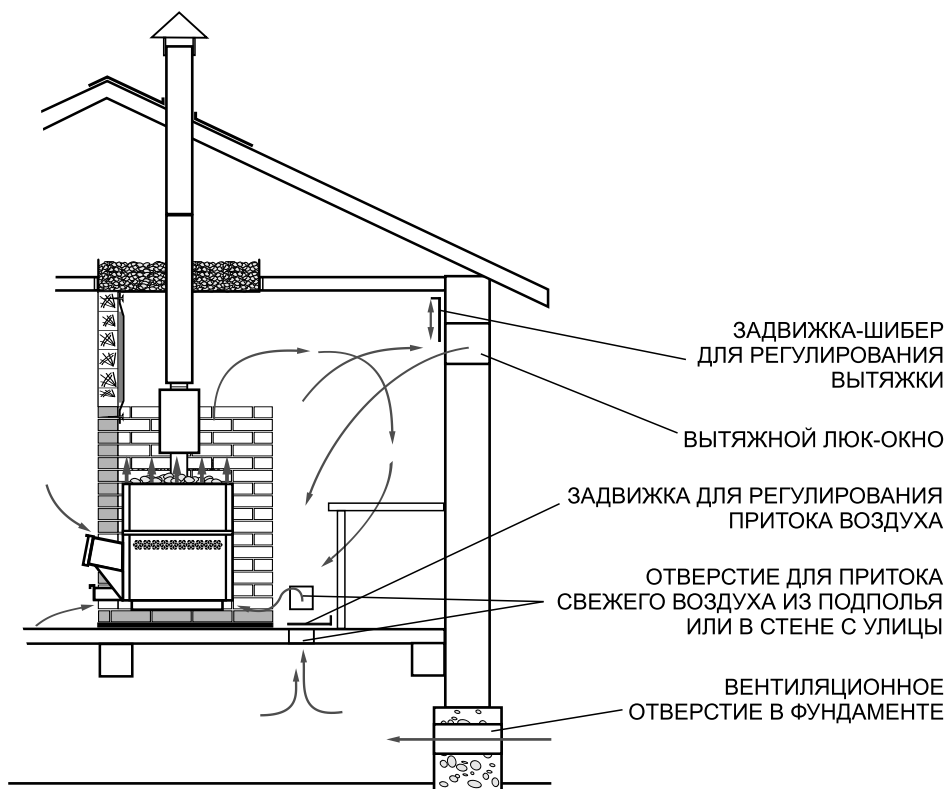 ЗАДВИЖКА-ШИБЕР
ДЛЯ РЕГУЛИРОВАНИЯ
ВЫТЯЖКИ
ВЫТЯЖНОЙ ЛЮК-ОКНО
ЗАДВИЖКА ДЛЯ РЕГУЛИРОВАНИЯ
ПРИТОКА ВОЗДУХА
ОТВЕРСТИЕ ДЛЯ ПРИТОКА
СВЕЖЕГО ВОЗДУХА ИЗ ПОДПОЛЬЯ
ИЛИ В СТЕНЕ С УЛИЦЫ
ВЕНТИЛЯЦИОННОЕ
ОТВЕРСТИЕ В ФУНДАМЕНТЕ